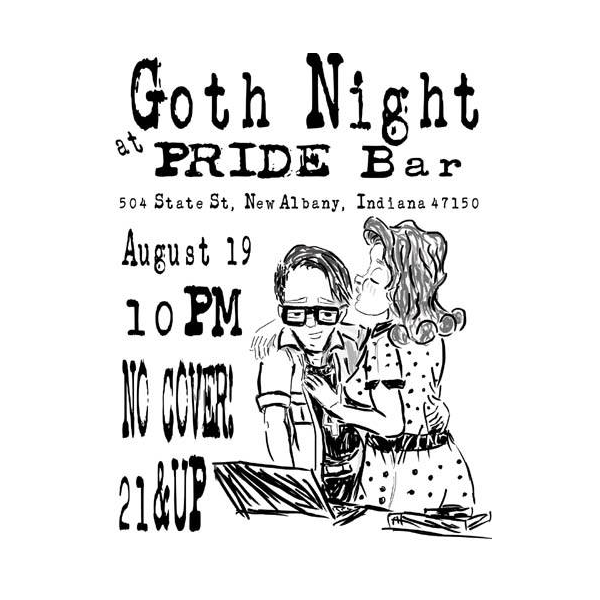 Goth Night
at PRIDE Bar
504 State St, New Albany, Indiana 47150
August 19
10 PM
NO COVER!
21 & UP